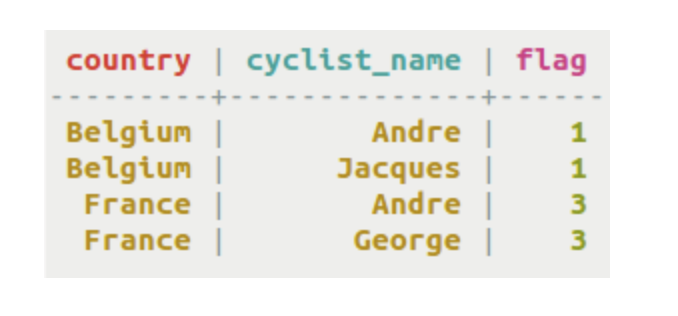 country | cyclist_name | flag
---------+--------------+------
Belgium | Andre | 1
Belgium | Jacques | 1
France | Andre | 3
France | George | 3